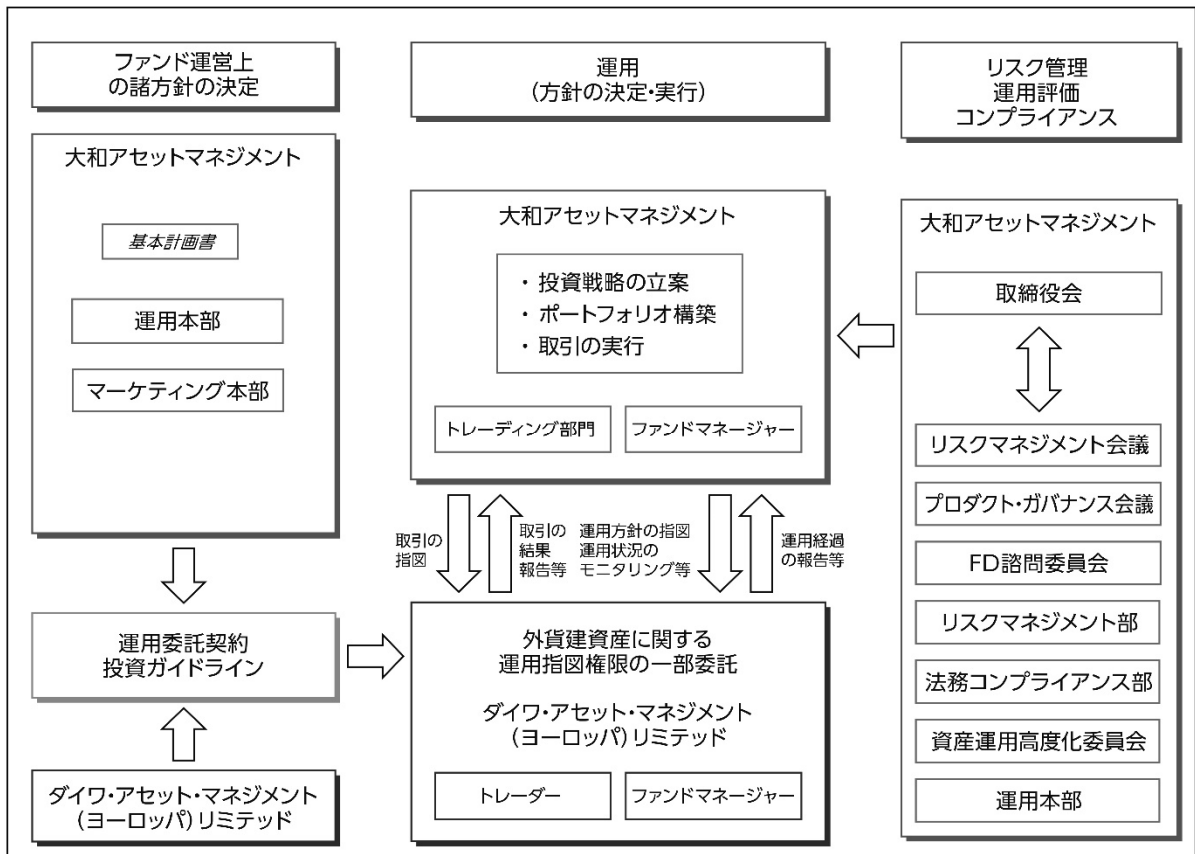 ファンド運営上
の諸方針の決定
大和アセットマネジメント
基本計画書
運用本部
マーケティング本部
運用委託契約
投資ガイドライン
ダイワ・アセット・マネジメント
(ヨーロッパ)リミテッド
運用
(方針の決定・実行)
大和アセットマネジメント
・ 投資戦略の立案
・ ポートフォリオ構築
・ 取引の実行
トレーディング部門
ファンドマネージャー
取引の
指図
取引の
結果
報告等
運用方針の指図
運用状況の
モニタリング等
運用経過
の報告等
外貨建資産に関する
運用指図権限の一部委託
ダイワ・アセット・マネジメント
(ヨーロッパ)リミテッド
トレーダー
ファンドマネージャー
リスク管理
運用評価
コンプライアンス
大和アセットマネジメント
取締役会
リスクマネジメント会議
プロダクト・ガバナンス会議
FD諮問委員会
リスクマネジメント部
法務コンプライアンス部
資産運用高度化委員会
運用本部